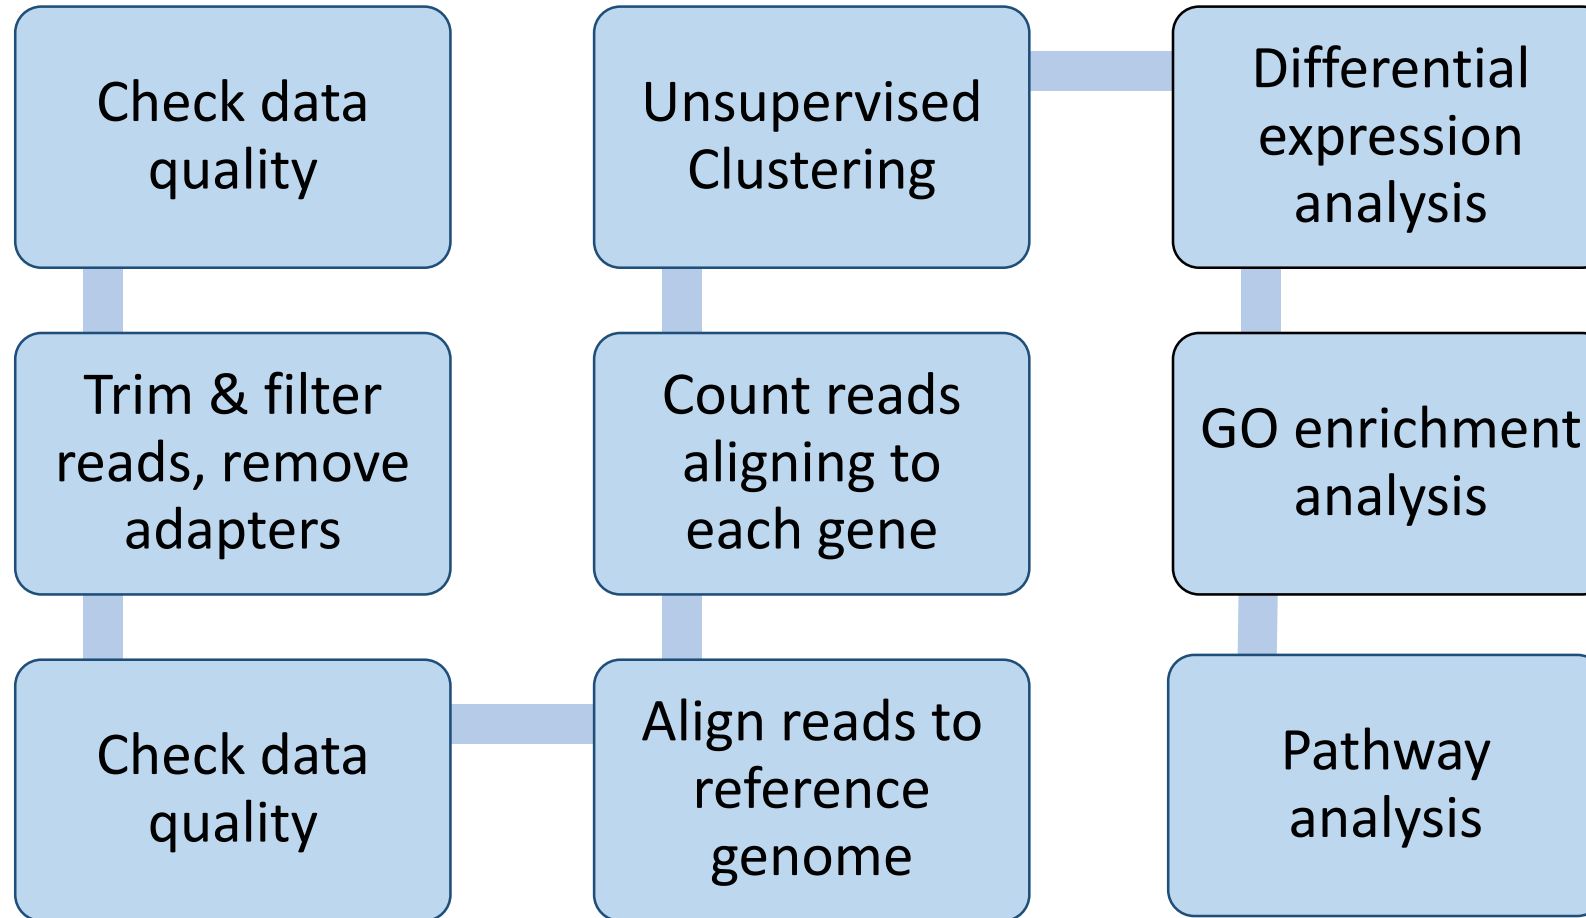 Check data
quality
Trim & filter
reads, remove
adapters
Check data
quality
Align reads to
reference
genome
Count reads
aligning to
each gene
Unsupervised
Clustering
Differential
expression
analysis
GO enrichment
analysis
Pathway
analysis